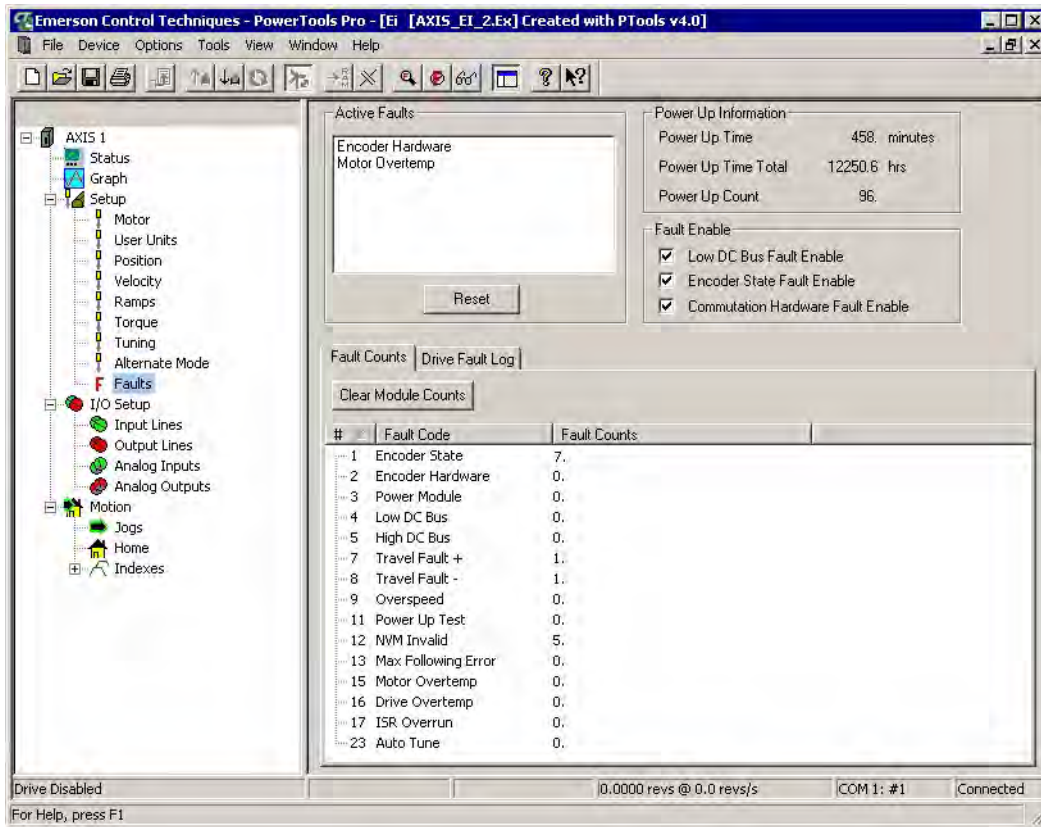 Emerson Control Techniques - PowerTools Pro - [Ei [AXIS_EI_2.Ex] Created with PTools v4.0]
File Device Options Tools View Window Help
AXIS 1
Status
Graph
Setup
Motor
User Units
Position
Velocity
Ramps
Torque
Tuning
Alternate Mode
F Faults
I/O Setup
Input Lines
Output Lines
Analog Inputs
Analog Outputs
Motion
Jogs
Home
Indexes
Active Faults
Encoder Hardware
Motor Overtemp
Reset
Power Up Information
Power Up Time 458. minutes
Power Up Time Total 12250.6 hrs
Power Up Count 96.
Fault Enable
Low DC Bus Fault Enable
Encoder State Fault Enable
Commutation Hardware Fault Enable
Fault Counts Drive Fault Log
Clear Module Counts
# Fault Code Fault Counts
1 Encoder State 7.
2 Encoder Hardware 0.
3 Power Module 0.
4 Low DC Bus 0.
5 High DC Bus 0.
7 Travel Fault + 1.
8 Travel Fault - 1.
9 Overspeed 0.
11 Power Up Test 0.
12 NVM Invalid 5.
13 Max Following Error 0.
15 Motor Overtemp 0.
16 Drive Overtemp 0.
17 ISR Overrun 0.
23 Auto Tune 0.
Drive Disabled 0.0000 revs @ 0.0 revs/s COM 1: #1 Connected
For Help, press F1